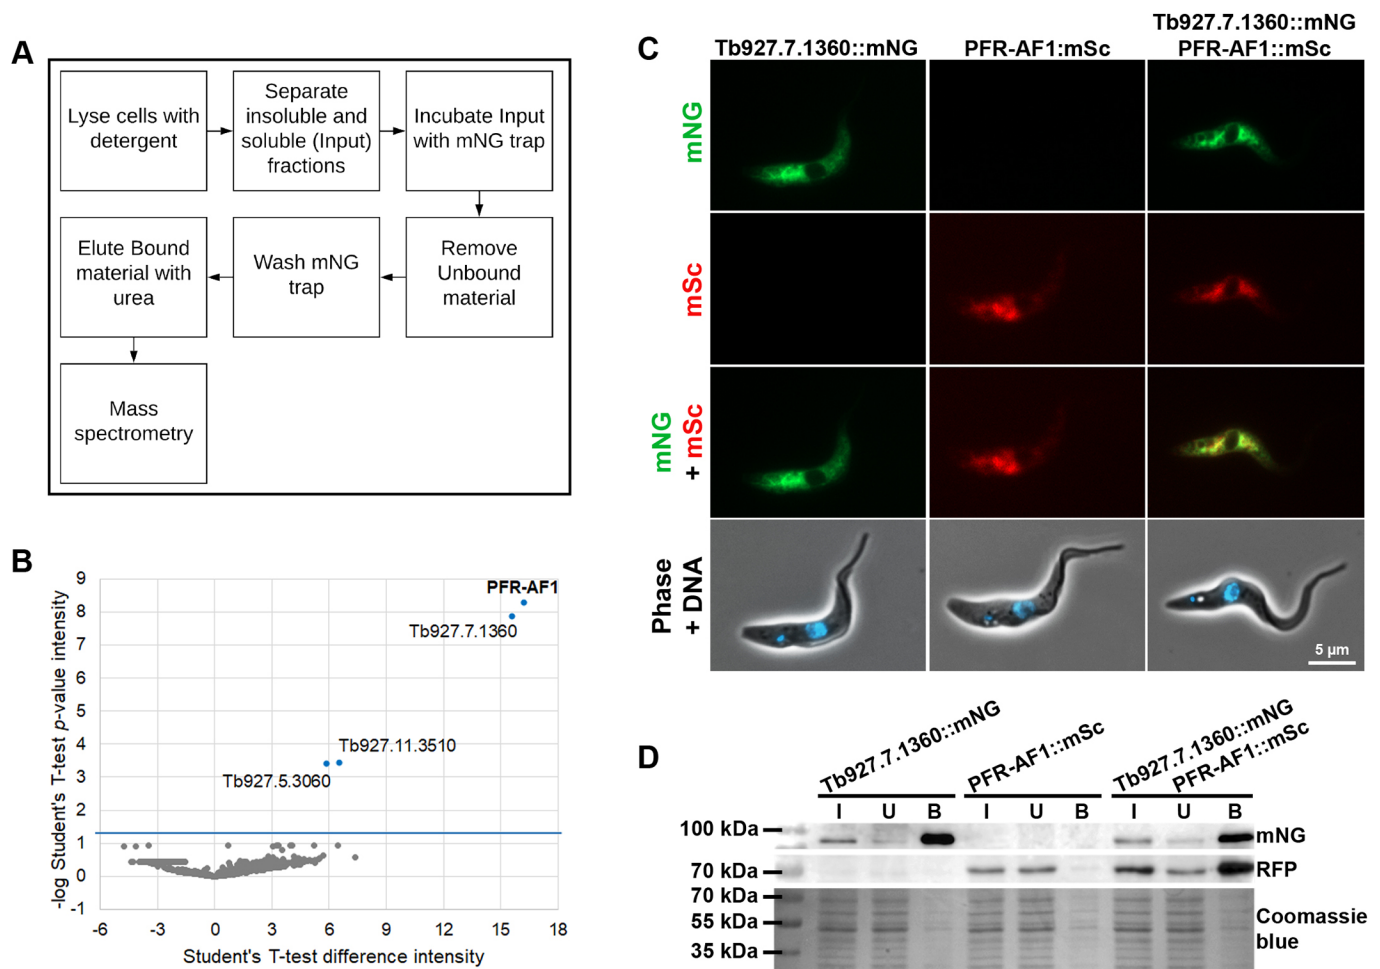 A
Lyse cells with
detergent
Separate
insoluble and
soluble (Input)
fractions
Incubate Input
with mNG trap
Elute Bound
material with
urea
Wash mNG
trap
Remove
Unbound
material
Mass
spectrometry
B
-log Student's T-test p-value intensity
9
8
7
6
5
4
3
2
1
0
-1
PFR-AF1
Tb927.7.1360
Tb927.11.3510
Tb927.5.3060
-6 -3 0 3 6 9 12 15 18
Student's T-test difference intensity
C
Tb927.7.1360::mNG
PFR-AF1:mSc
Tb927.7.1360::mNG
PFR-AF1::mSc
mNG
mSc
mNG
+ mSc
Phase
+ DNA
5 µm
D
Tb927.7.1360::mNG
PFR-AF1::mSc
Tb927.7.1360::mNG
PFR-AF1::mSc
I U B I U B I U B
100 kDa
mNG
70 kDa
RFP
70 kDa
55 kDa
35 kDa
Coomassie
blue